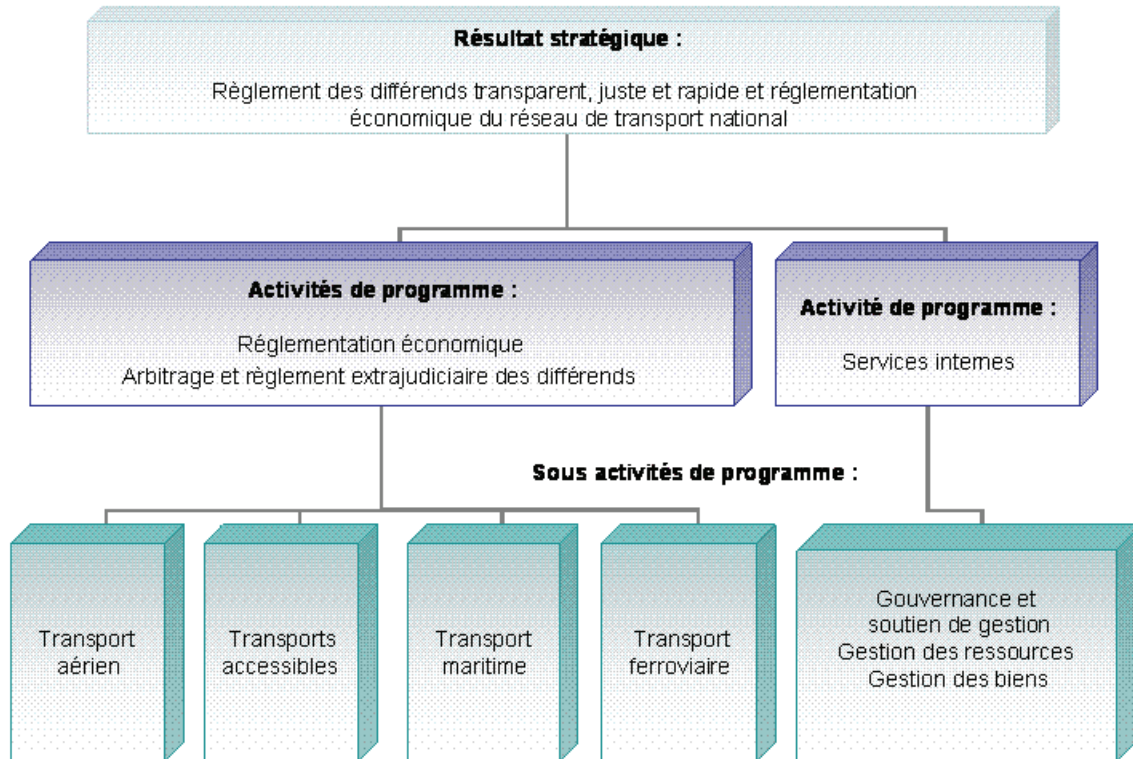 Résultat stratégique :
Règlement des différends transparent, juste et rapide et réglementation
économique du réseau de transport national
Activités de programme :
Réglementation économique
Arbitrage et règlement extrajudiciaire des différends
Activité de programme :
Services internes
Sous activités de programme :
Transport
aérien
Transports
accessibles
Transport
maritime
Transport
ferroviaire
Gouvernance et
soutien de gestion
Gestion des ressources
Gestion des biens